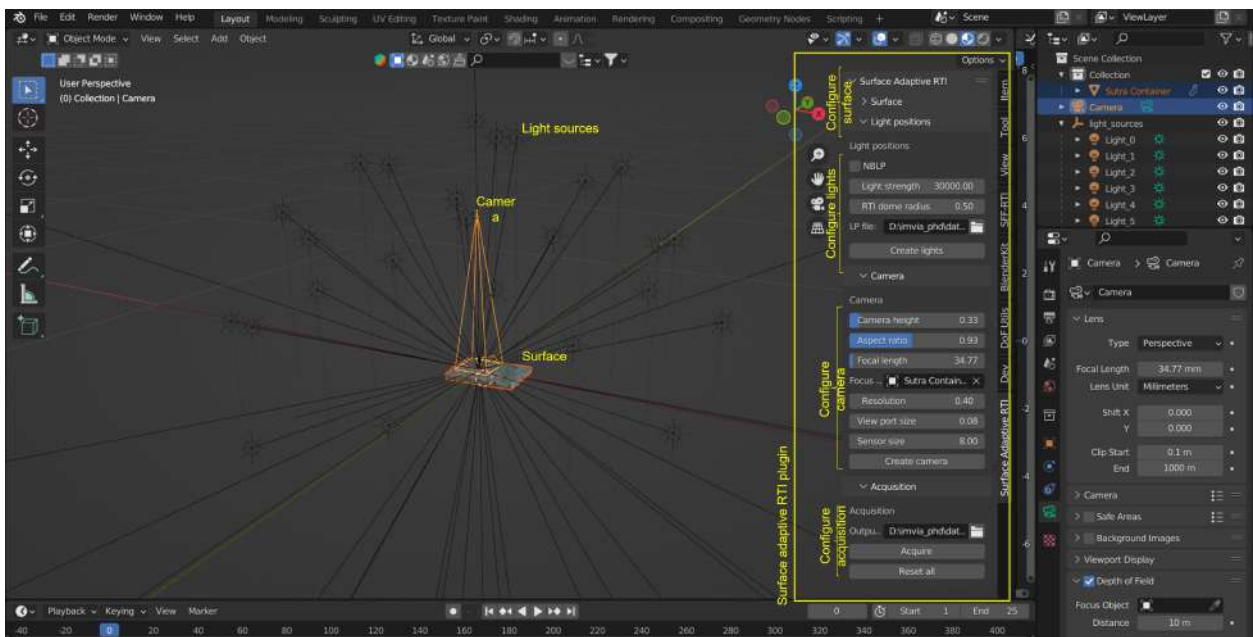 File Edit Render Window Help Layout Modeling Sculpting UV Editing Texture Paint Shading Animation Rendering Compositing Geometry Nodes Scripting + Scene ViewLayer
Object Mode View Select Add Object Global
Options
User Perspective
(0) Collection | Camera
Light sources
Camer
a
Surface
Surface adaptive RTI plugin
Configure
surface
Configure lights
Configure
camera
Configure
acquisition
Surface Adaptive RTI
Surface
Light positions
Light positions
NBLP
Light strength 30000.00
RTI dome radius 0.50
LP file: D:\imvia_phd\dat..
Create lights
Camera
Camera
Camera height 0.33
Aspect ratio 0.93
Focal length 34.77
Focus .. Sutra Contain..
Resolution 0.40
View port size 0.08
Sensor size 8.00
Create camera
Acquisition
Acquisition
Outpu.. D:\imvia_phd\dat..
Acquire
Reset all
Item
Tool
View
SFF-RTI
BlenderKit
DoF Utils
Dev
Surface Adaptive RTI
8
6
4
2
0
-2
-4
-6
Scene Collection
Collection
Sutra Container
Camera
light_sources
Light_0
Light_1
Light_2
Light_3
Light_4
Light_5
Camera > Camera
Camera
Lens
Type Perspective
Focal Length 34.77 mm
Lens Unit Millimeters
Shift X 0.000
Y 0.000
Clip Start 0.1 m
End 1000 m
Camera
Safe Areas
Background Images
Viewport Display
Depth of Field
Focus Object
Distance 10 m
Playback Keying View Marker 0 Start 1 End 25
-40 -20 0 20 40 60 80 100 120 140 160 180 200 220 240 260 280 300 320 340 360 380 400